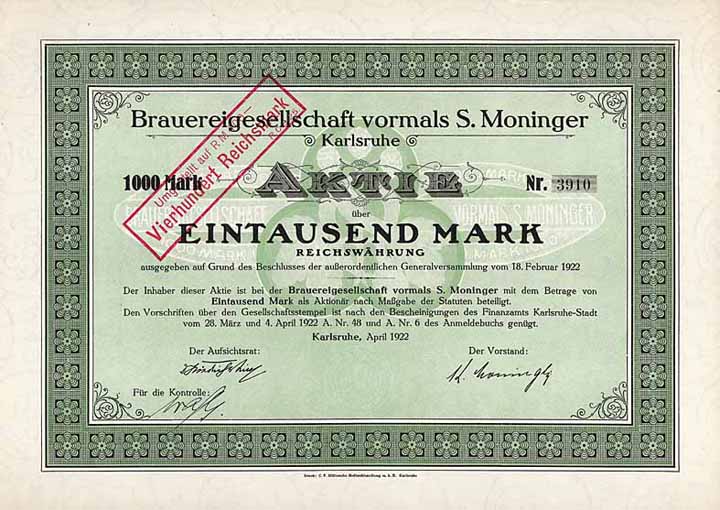 Brauereigesellschaft vormals S. Moninger
Karlsruhe
Umgestellt auf R.M.
Vierhundert Reichsmark
1000 Mark
AKTIE
Nr. 3910
über
EINTAUSEND MARK
REICHSWÄHRUNG
ausgegeben auf Grund des Beschlusses der außerordentlichen Generalversammlung vom 18. Februar 1922
Der Inhaber dieser Aktie ist bei der Brauereigesellschaft vormals S. Moninger mit dem Betrage von
Eintausend Mark als Aktionär nach Maßgabe der Statuten beteiligt.
Den Vorschriften über den Gesellschaftsstempel ist nach den Bescheinigungen des Finanzamts Karlsruhe-Stadt
vom 28. März und 4. April 1922 A. Nr. 48 und A. Nr. 6 des Anmeldebuchs genügt.
Karlsruhe, April 1922
Der Aufsichtsrat:
Der Vorstand:
Für die Kontrolle:
VORMALS S. MONINGER